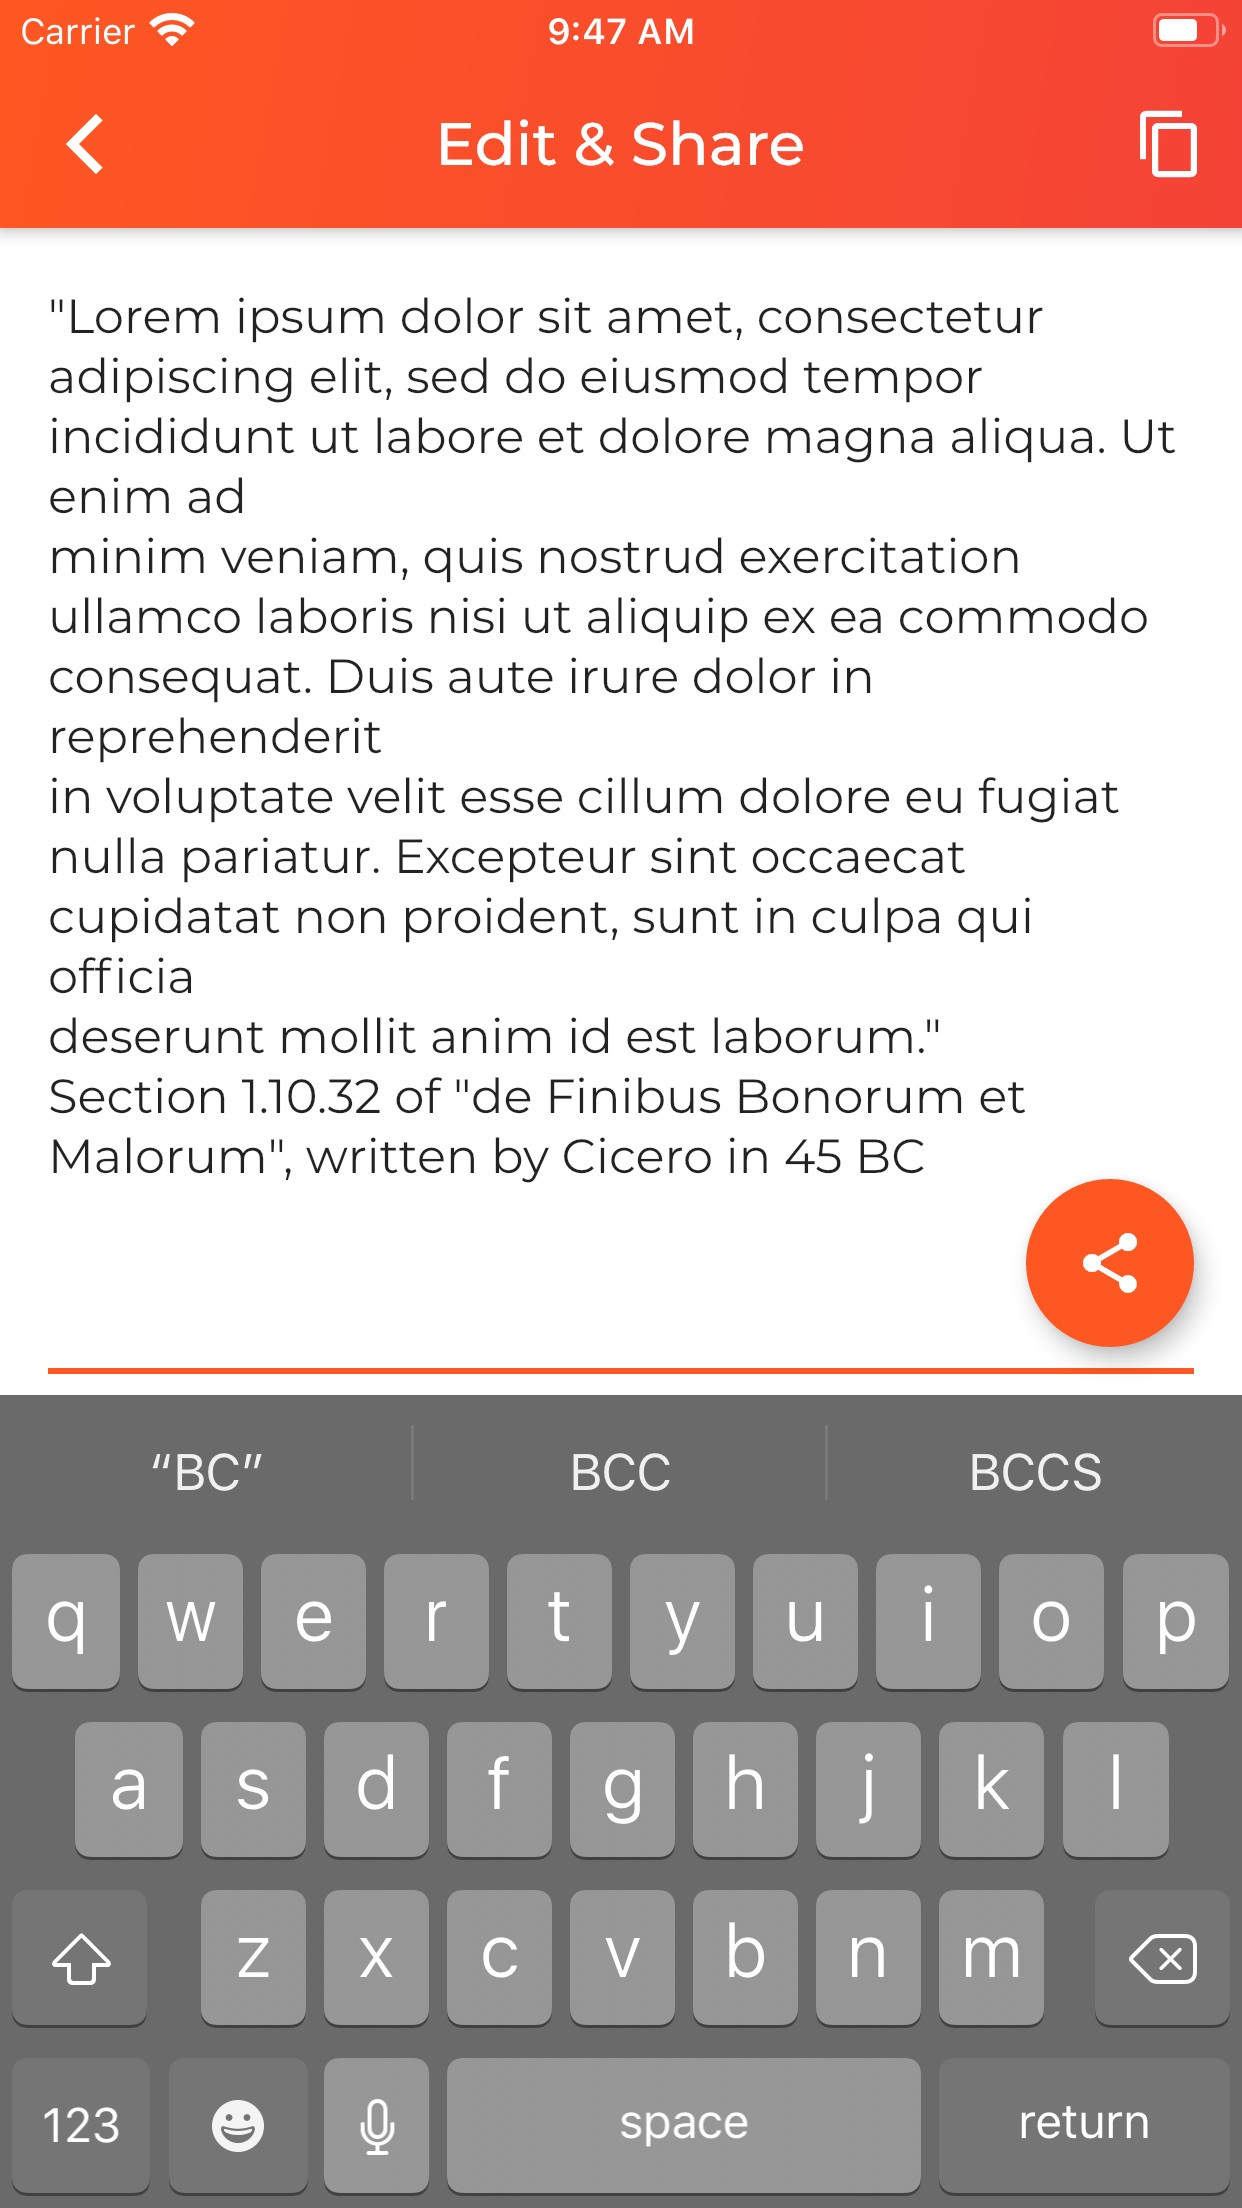 Carrier 9:47 AM
Edit & Share
"Lorem ipsum dolor sit amet, consectetur
adipiscing elit, sed do eiusmod tempor
incididunt ut labore et dolore magna aliqua. Ut
enim ad
minim veniam, quis nostrud exercitation
ullamco laboris nisi ut aliquip ex ea commodo
consequat. Duis aute irure dolor in
reprehenderit
in voluptate velit esse cillum dolore eu fugiat
nulla pariatur. Excepteur sint occaecat
cupidatat non proident, sunt in culpa qui
officia
deserunt mollit anim id est laborum."
Section 1.10.32 of "de Finibus Bonorum et
Malorum", written by Cicero in 45 BC
“BC” BCC BCCS
q w e r t y u i o p
a s d f g h j k l
z x c v b n m
123 space return